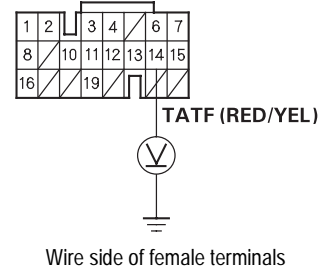 1 2 3 4 6 7
8 10 11 12 13 14 15
16 19
TATF (RED/YEL)
V
Wire side of female terminals